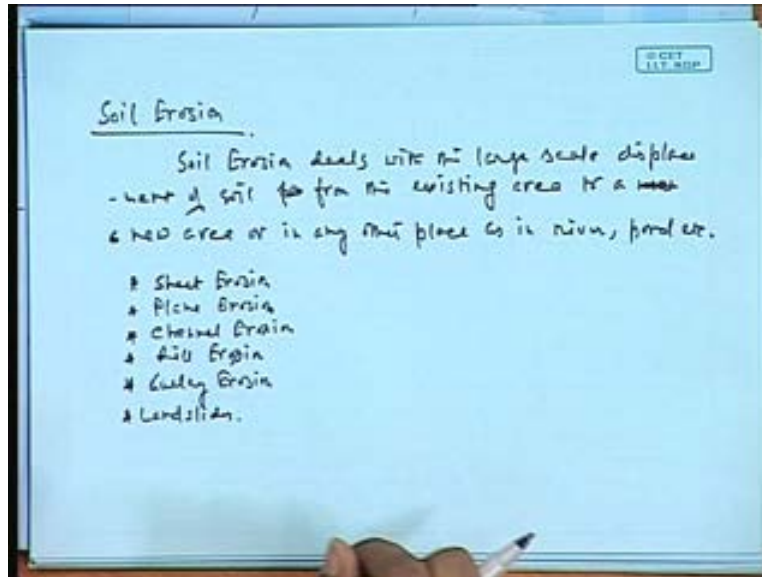 © CET
I.I.T. KGP
Soil Erosion
Soil Erosion deals with the large scale displace
-ment of soil from the existing area to a
a new area or in any other place as in river, pond etc.
* Sheet Erosion
* Plane Erosion
* Channel Erosion
* Rill Erosion
* Gulley Erosion
* Landslides.